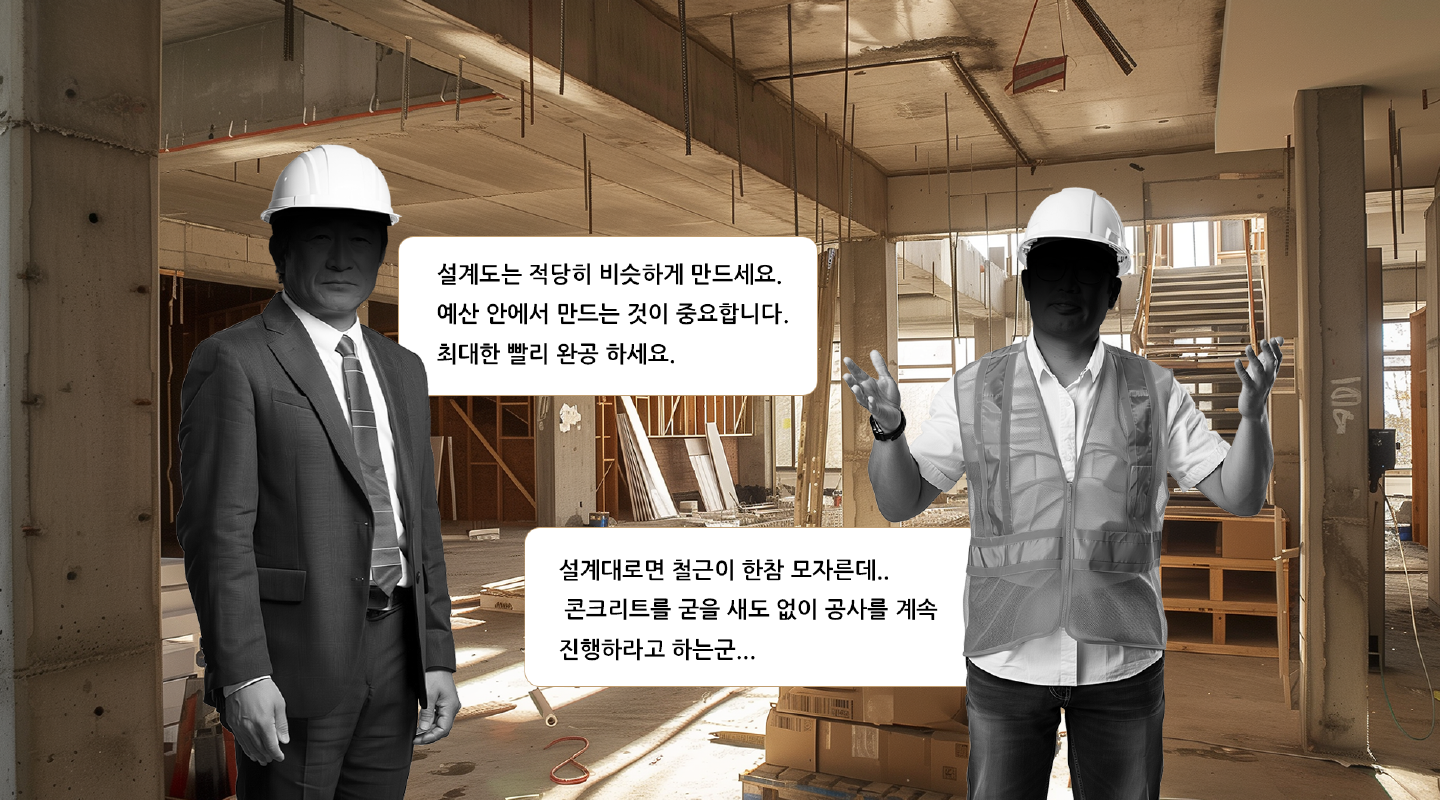 설계도는 적당히 비슷하게 만드세요.
예산 안에서 만드는 것이 중요합니다.
최대한 빨리 완공 하세요.
설계대로면 철근이 한참 모자른데..
콘크리트를 굳을 새도 없이 공사를 계속
진행하라고 하는군...